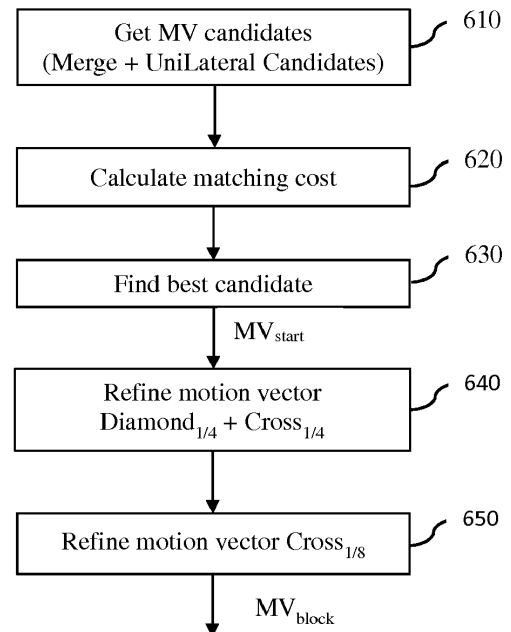 Get MV candidates
(Merge + UniLateral Candidates)
610
Calculate matching cost
620
Find best candidate
630
MVstart
Refine motion vector
Diamond1/4 + Cross1/4
640
Refine motion vector Cross1/8
650
MVblock